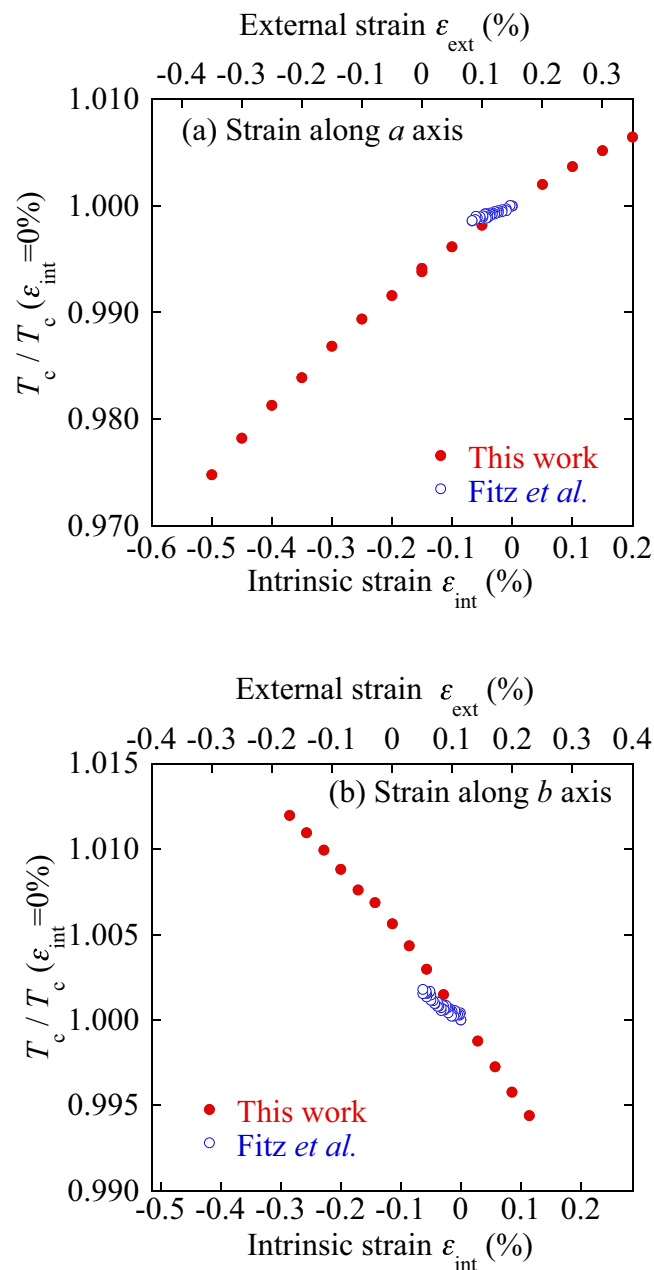 External strain ε_ext (%)
-0.4 -0.3 -0.2 -0.1 0 0.1 0.2 0.3
1.010
(a) Strain along a axis
1.000
0.990
0.980
0.970
T_c / T_c (ε_int =0%)
This work
Fitz et al.
-0.6 -0.5 -0.4 -0.3 -0.2 -0.1 0 0.1 0.2
Intrinsic strain ε_int (%)
External strain ε_ext (%)
-0.4 -0.3 -0.2 -0.1 0 0.1 0.2 0.3 0.4
1.015
(b) Strain along b axis
1.010
1.005
1.000
0.995
0.990
T_c / T_c (ε_int =0%)
This work
Fitz et al.
-0.5 -0.4 -0.3 -0.2 -0.1 0 0.1 0.2
Intrinsic strain ε_int (%)